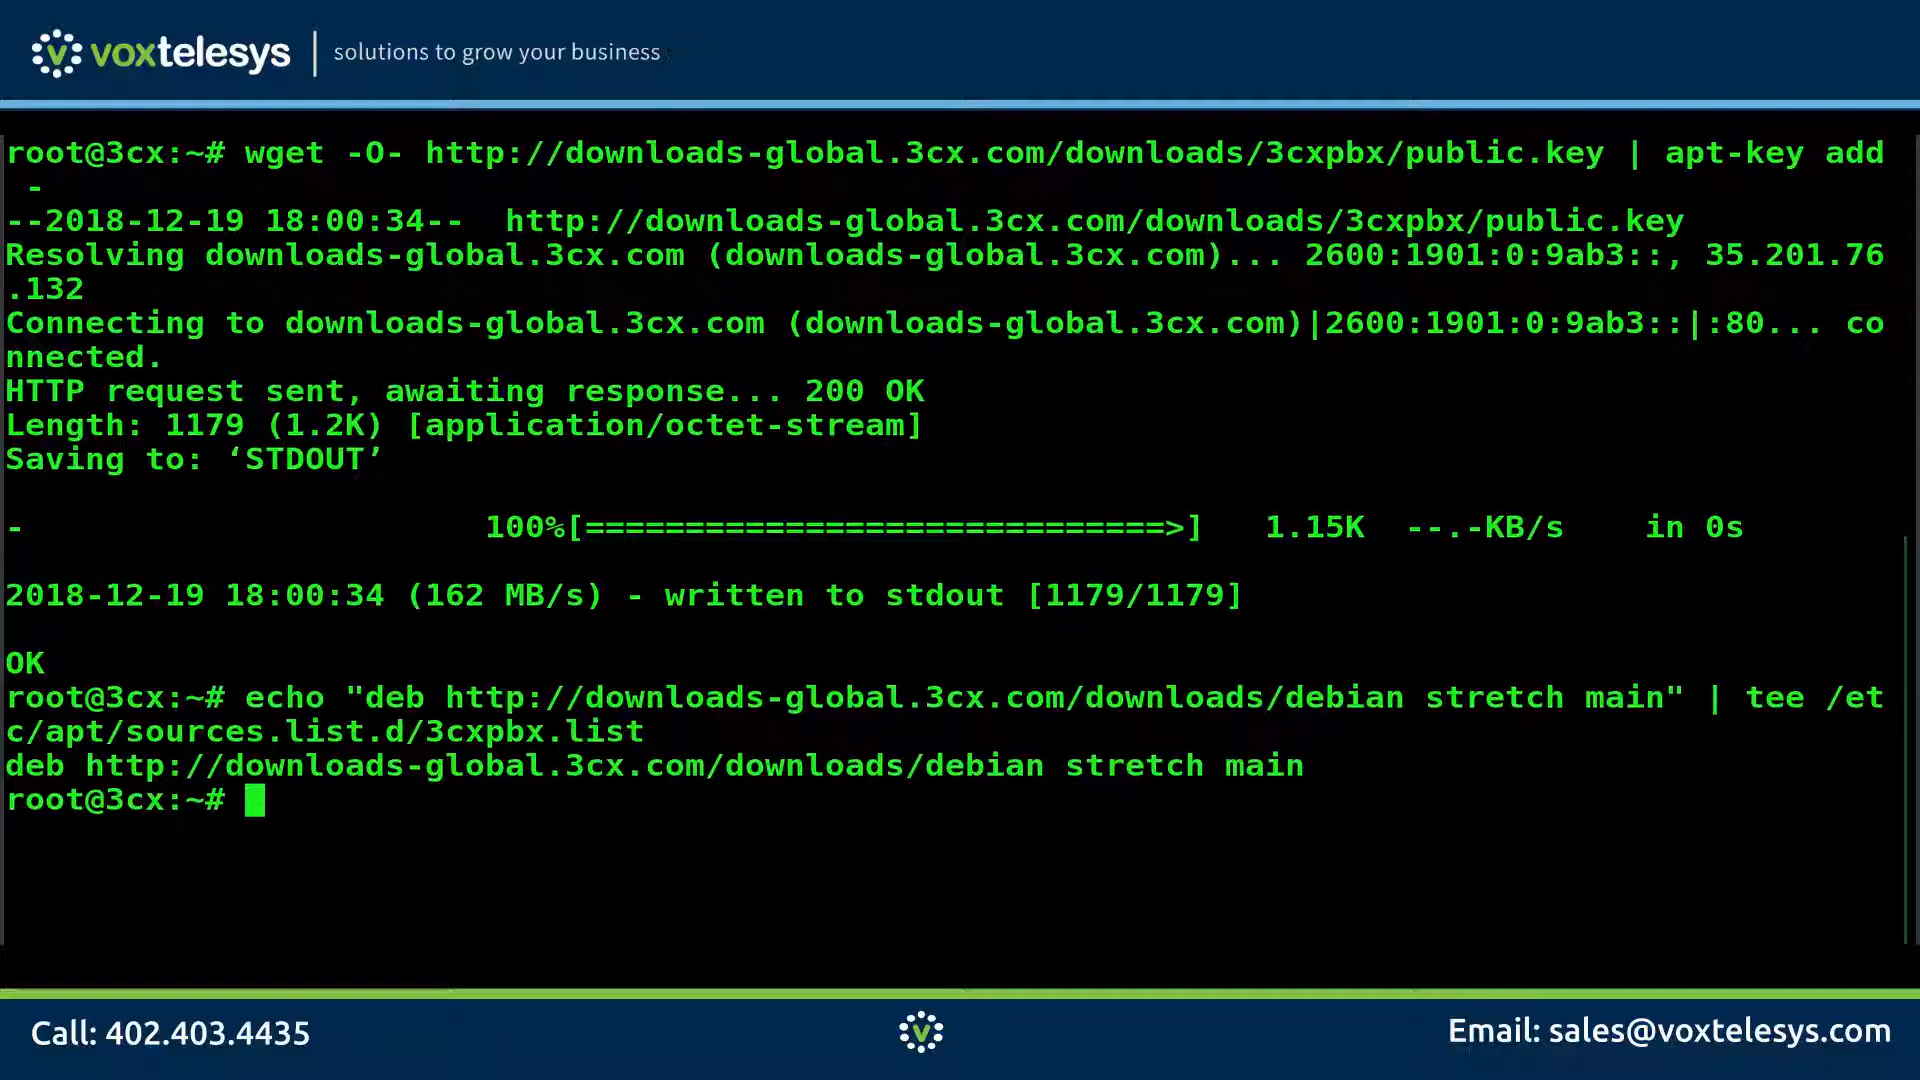 voxtelesys | solutions to grow your business
root@3cx:~# wget -O- http://downloads-global.3cx.com/downloads/3cxpbx/public.key | apt-key add
 -
--2018-12-19 18:00:34--  http://downloads-global.3cx.com/downloads/3cxpbx/public.key
Resolving downloads-global.3cx.com (downloads-global.3cx.com)... 2600:1901:0:9ab3::, 35.201.76
.132
Connecting to downloads-global.3cx.com (downloads-global.3cx.com)|2600:1901:0:9ab3::|:80... co
nnected.
HTTP request sent, awaiting response... 200 OK
Length: 1179 (1.2K) [application/octet-stream]
Saving to: ‘STDOUT’
-                       100%[=============================>]   1.15K  --.-KB/s    in 0s
2018-12-19 18:00:34 (162 MB/s) - written to stdout [1179/1179]
OK
root@3cx:~# echo "deb http://downloads-global.3cx.com/downloads/debian stretch main" | tee /et
c/apt/sources.list.d/3cxpbx.list
deb http://downloads-global.3cx.com/downloads/debian stretch main
root@3cx:~#
Call: 402.403.4435
v
Email: sales@voxtelesys.com